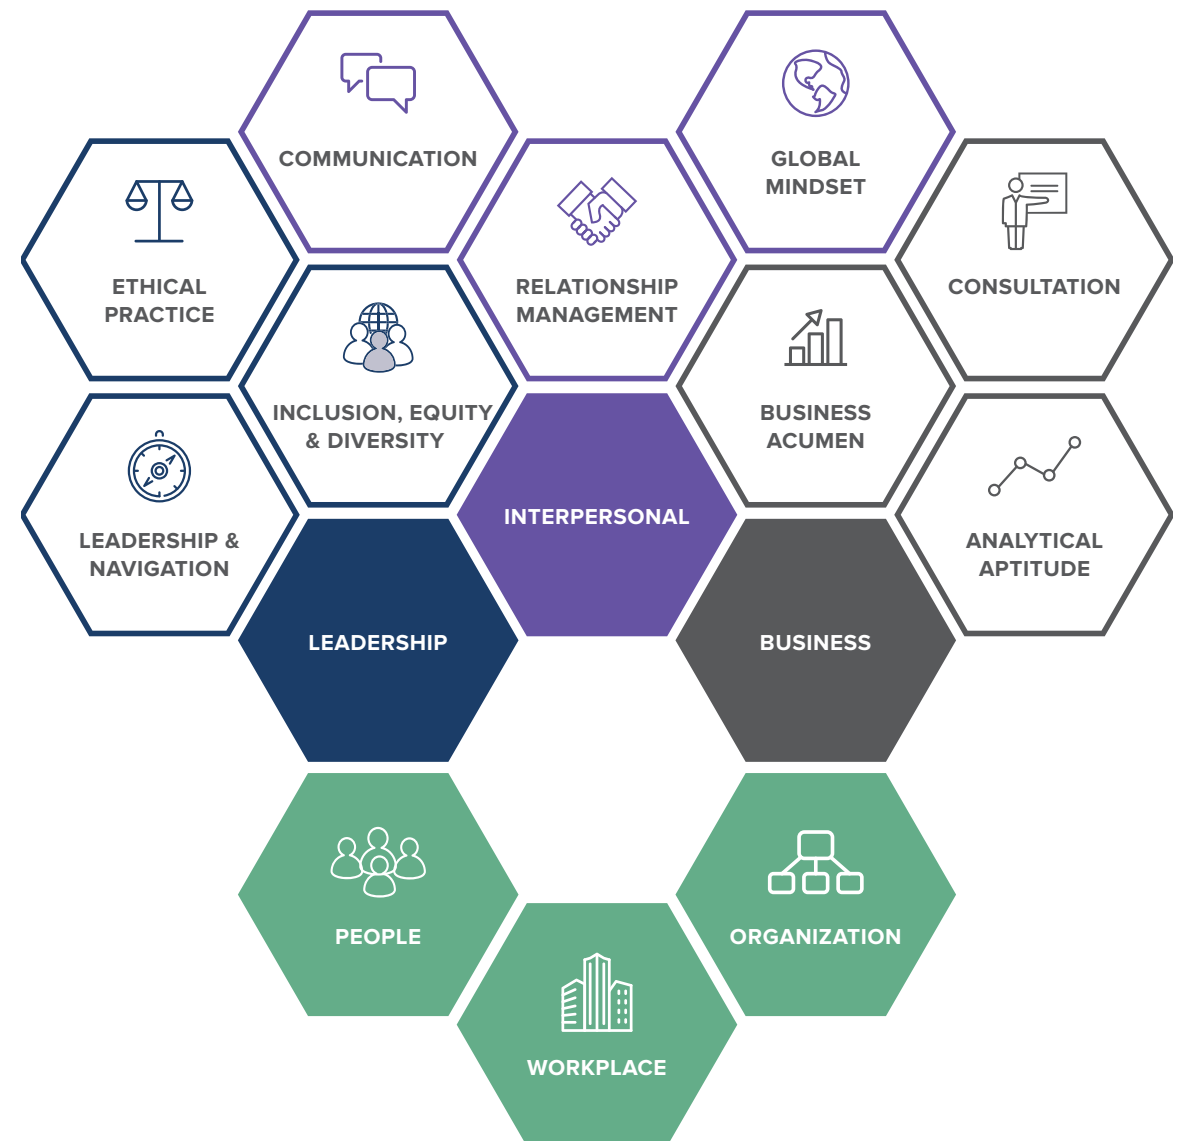 COMMUNICATION
GLOBAL
MINDSET
ETHICAL
PRACTICE
RELATIONSHIP
MANAGEMENT
CONSULTATION
INCLUSION, EQUITY
& DIVERSITY
BUSINESS
ACUMEN
LEADERSHIP &
NAVIGATION
INTERPERSONAL
ANALYTICAL
APTITUDE
LEADERSHIP
BUSINESS
PEOPLE
ORGANIZATION
WORKPLACE